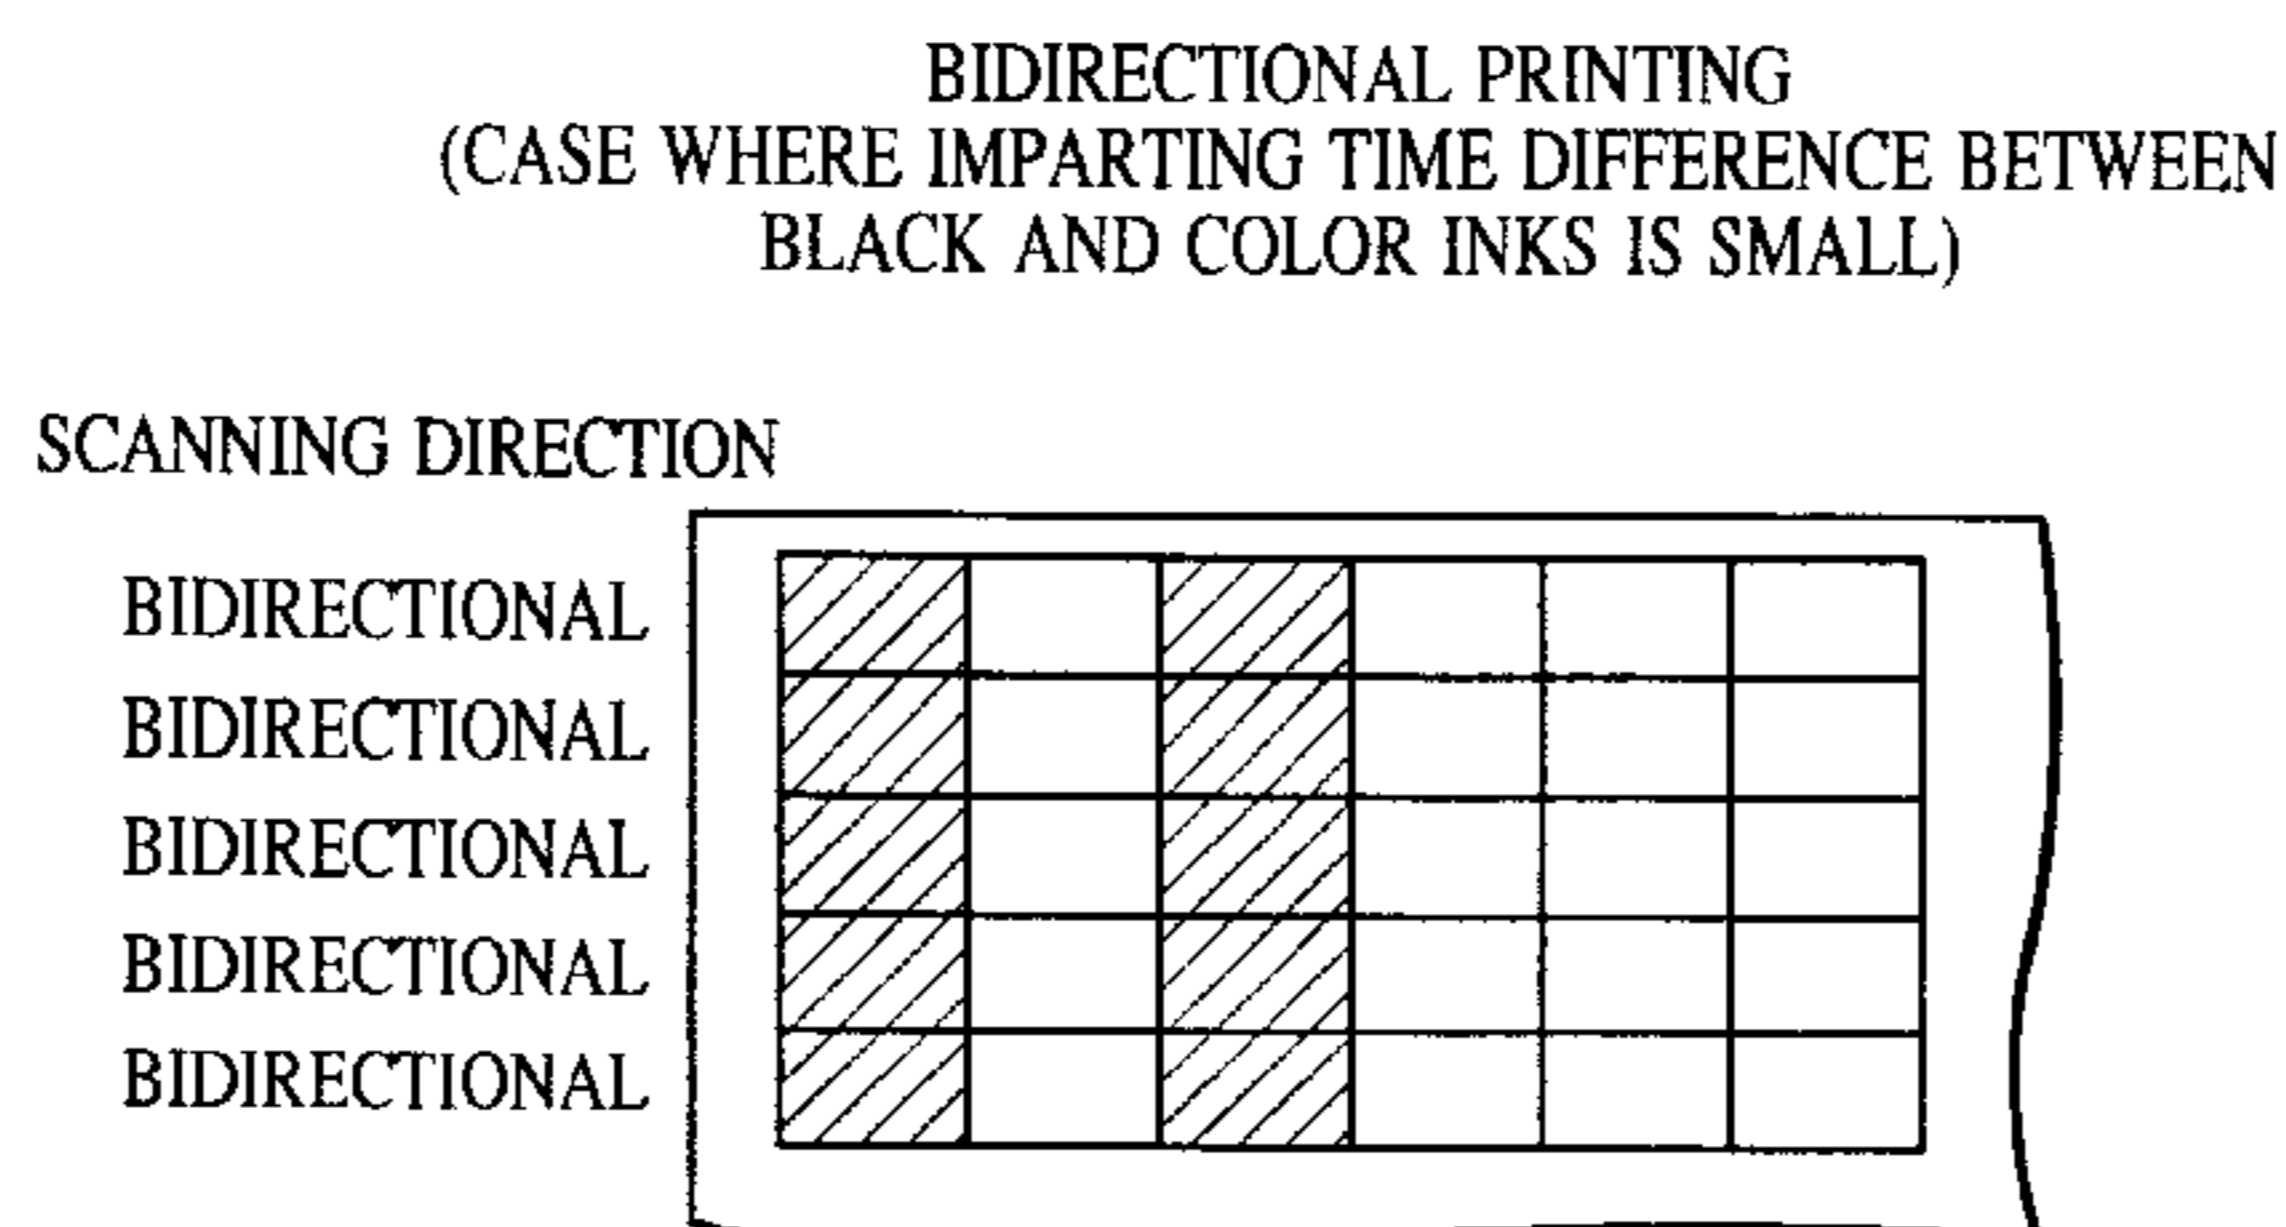 BIDIRECTIONAL PRINTING
(CASE WHERE IMPARTING TIME DIFFERENCE BETWEEN
BLACK AND COLOR INKS IS SMALL)
SCANNING DIRECTION
BIDIRECTIONAL
BIDIRECTIONAL
BIDIRECTIONAL
BIDIRECTIONAL
BIDIRECTIONAL